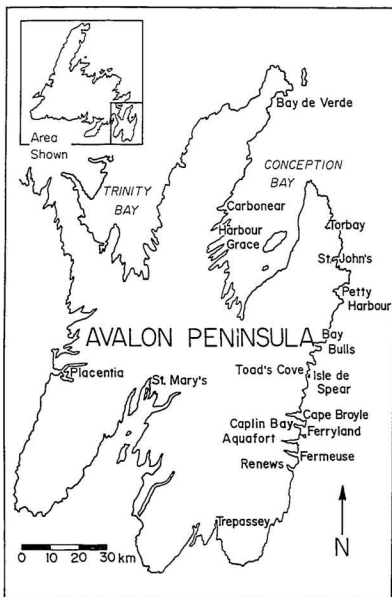 Area
Shown
Bay de Verde
CONCEPTION
BAY
TRINITY
BAY
Carbonear
Harbour
Grace
Torbay
St. John's
Petty
Harbour
AVALON PENINSULA
Bay
Bulls
Toad's Cove
Isle de
Spear
Placentia
St. Mary's
Cape Broyle
Caplin Bay
Ferryland
Aquafort
Fermeuse
Renews
Trepassey
0 10 20 30
km
N